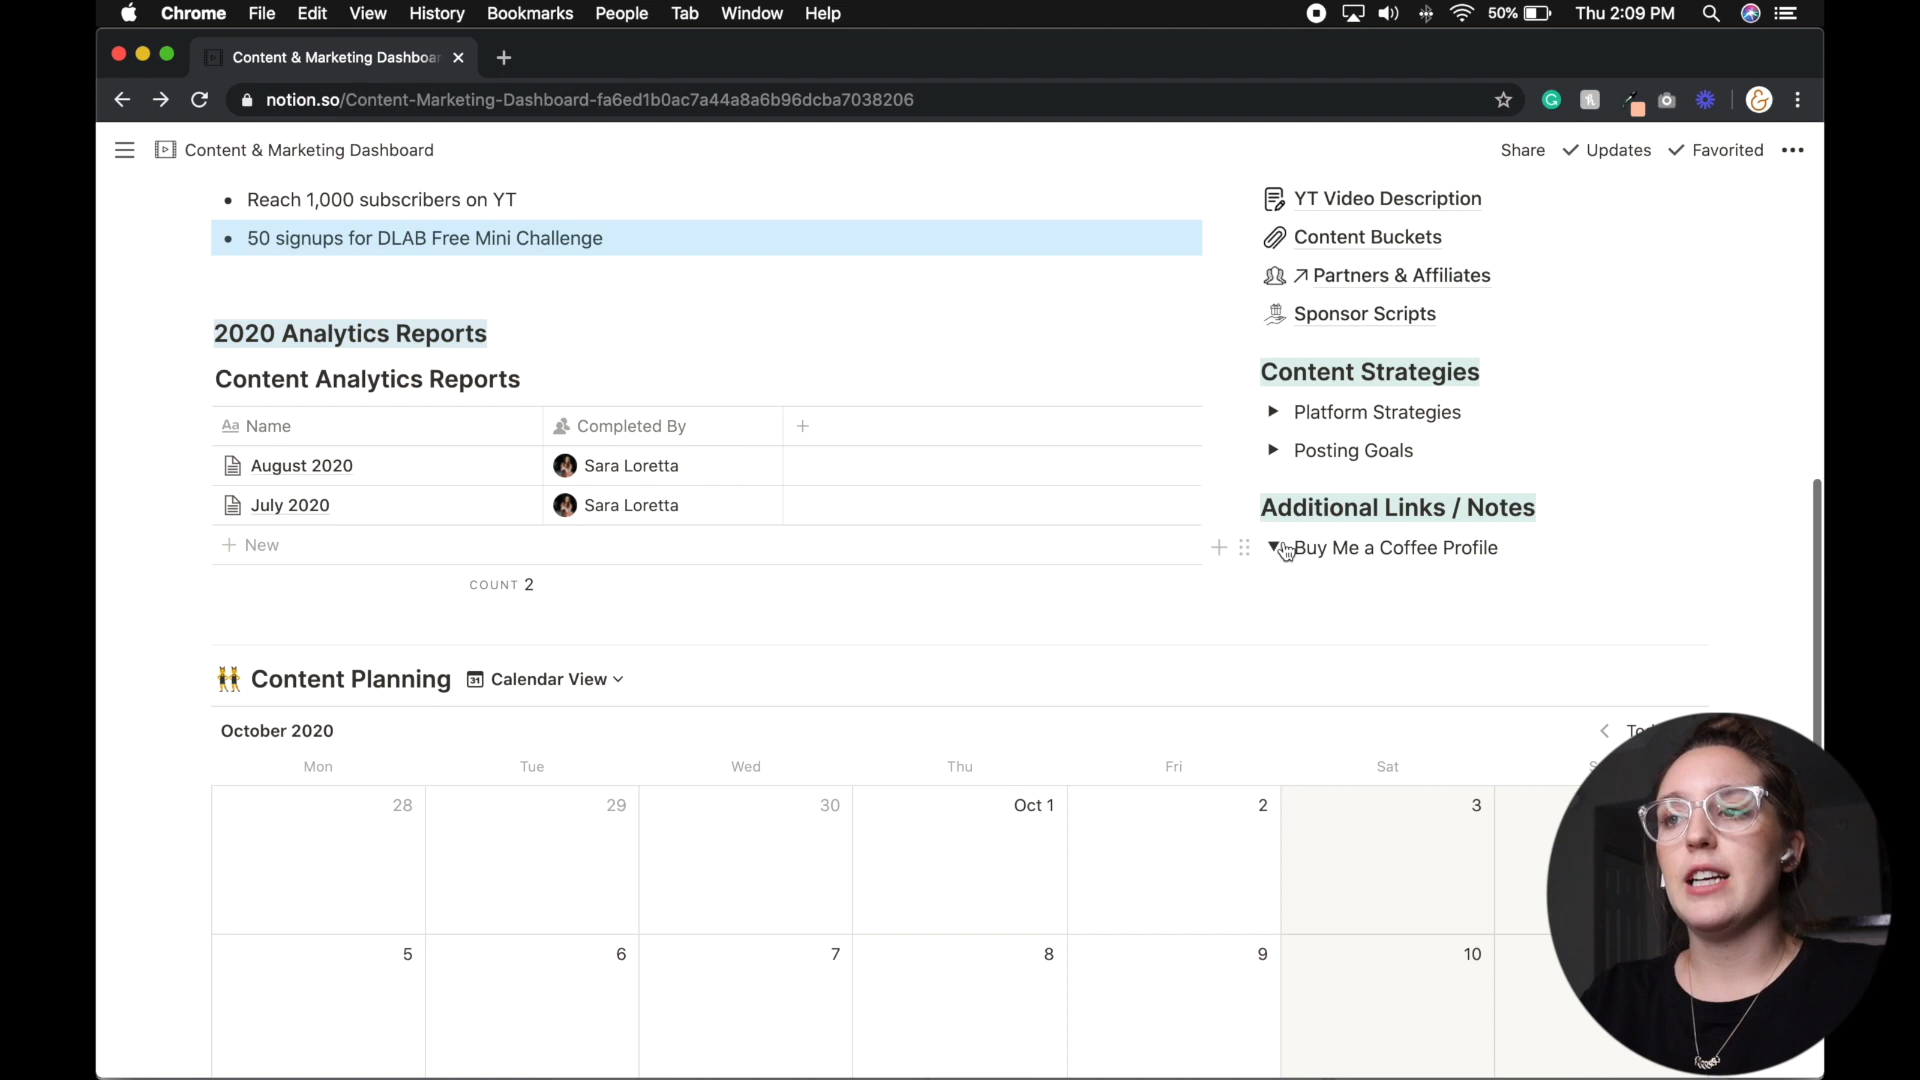 Chrome File Edit View History Bookmarks People Tab Window Help 50% Thu 2:09 PM
Content & Marketing Dashboar
notion.so/Content-Marketing-Dashboard-fa6ed1b0ac7a44a8a6b96dcba7038206
Content & Marketing Dashboard Share Updates Favorited
Reach 1,000 subscribers on YT
50 signups for DLAB Free Mini Challenge
2020 Analytics Reports
Content Analytics Reports
Aa Name Completed By
August 2020 Sara Loretta
July 2020 Sara Loretta
New
COUNT 2
YT Video Description
Content Buckets
Partners & Affiliates
Sponsor Scripts
Content Strategies
Platform Strategies
Posting Goals
Additional Links / Notes
Buy Me a Coffee Profile
Content Planning 31 Calendar View
October 2020
Mon Tue Wed Thu Fri Sat
28 29 30 Oct 1 2 3
5 6 7 8 9 10